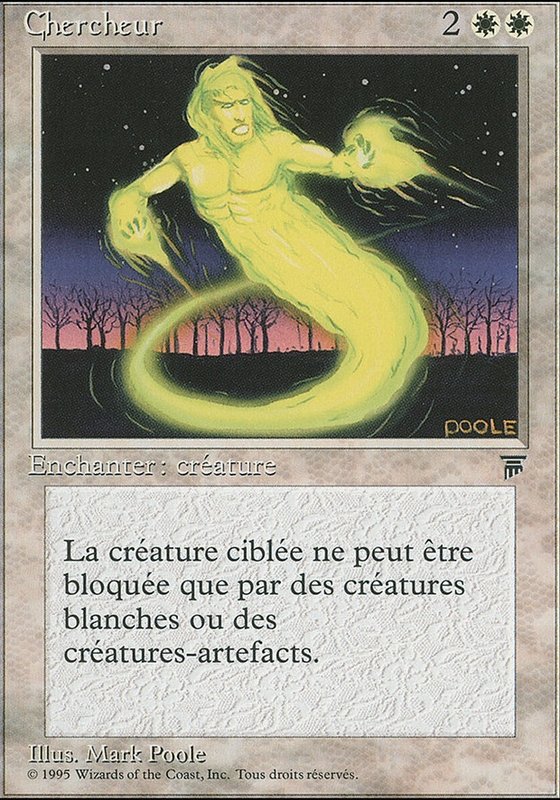 Chercheur 2
POOLE
Enchanter : créature
La créature ciblée ne peut être
bloquée que par des créatures
blanches ou des
créatures-artefacts.
Illus. Mark Poole
© 1995 Wizards of the Coast, Inc. Tous droits réservés.